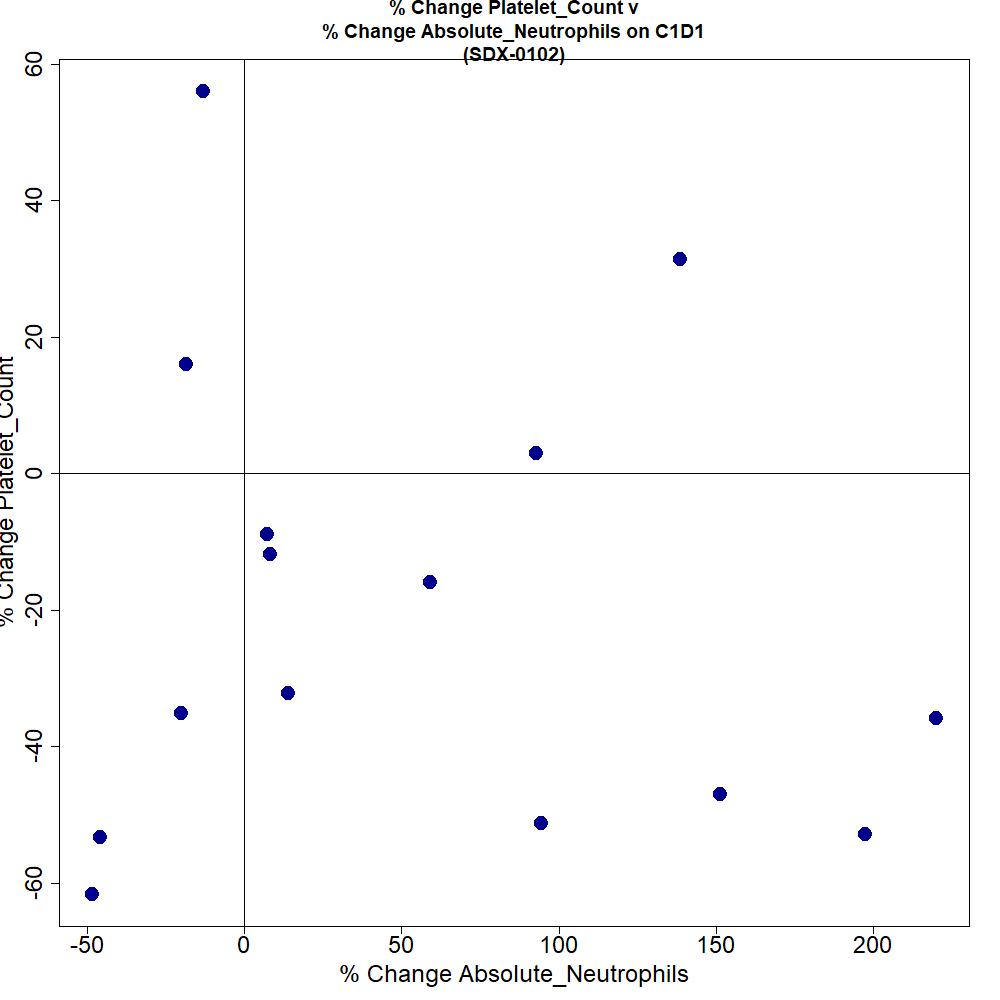 % Change Platelet_Count v
% Change Absolute_Neutrophils on C1D1
(SDX-0102)
60
40
20
0
-20
-40
-60
% Change Platelet_Count
-50 0 50 100 150 200
% Change Absolute_Neutrophils